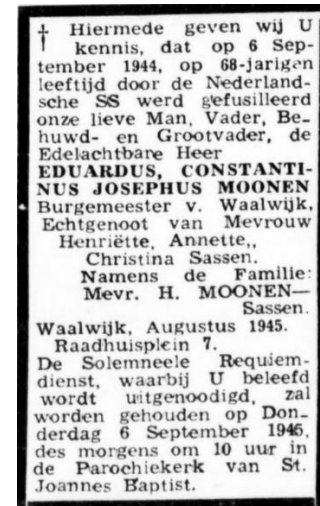 † Hiermede geven wij U
kennis, dat op 6 Sep-
tember 1944, op 68-jarigen
leeftijd door de Nederland-
sche SS werd gefusilleerd
onze lieve Man, Vader, Be-
huwd- en Grootvader, de
Edelachtbare Heer
EDUARDUS, CONSTANTI-
NUS JOSEPHUS MOONEN
Burgemeester v. Waalwijk,
Echtgenoot van Mevrouw
Henriëtte, Annette,,
Christina Sassen.
Namens de Familie:
Mevr. H. MOONEN—
Sassen.
Waalwijk, Augustus 1945.
Raadhuisplein 7.
De Solemneele Requiem-
dienst, waarbij U beleefd
wordt uitgenoodigd, zal
worden gehouden op Don-
derdag 6 September 1945,
des morgens om 10 uur in
de Parochiekerk van St.
Joannes Baptist.